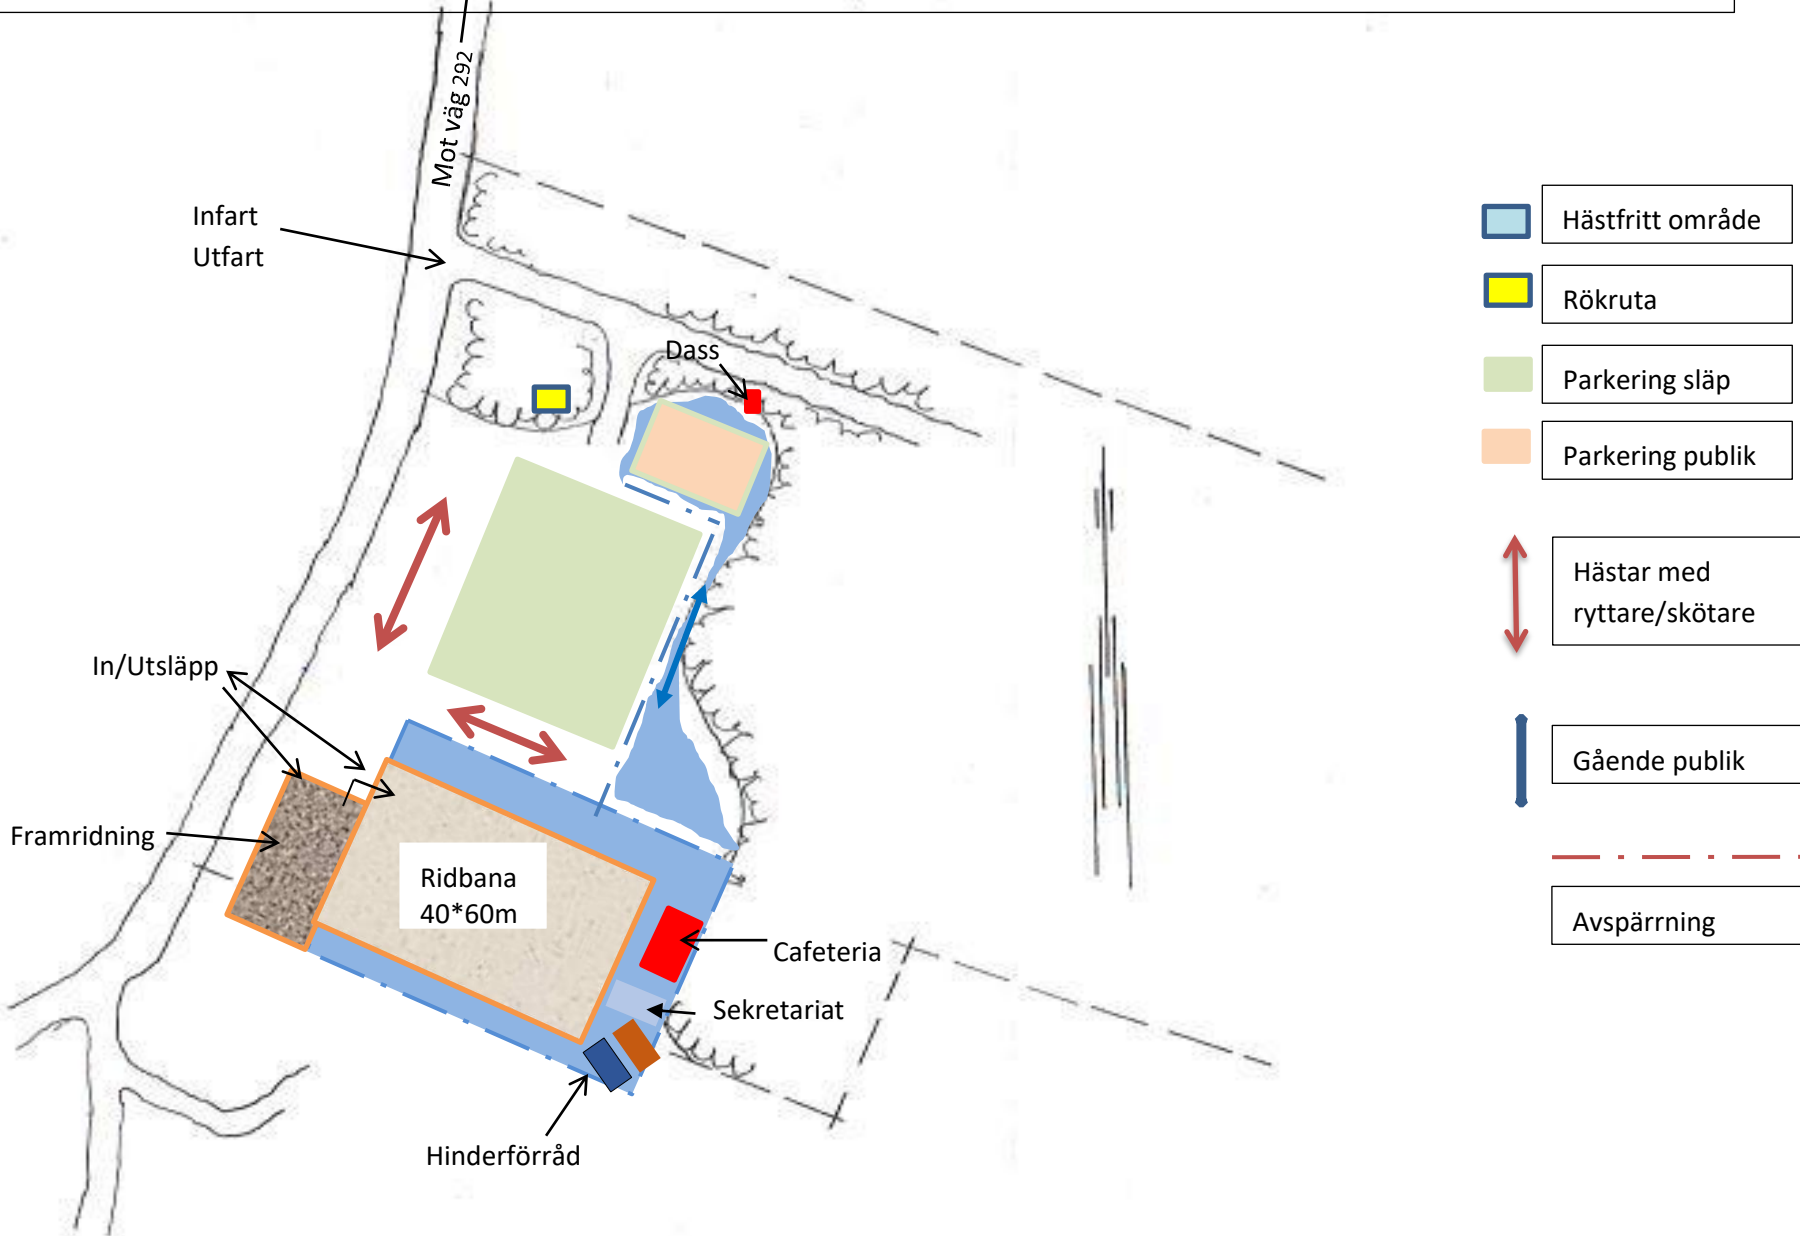 Mot väg 292
Infart
Utfart
Dass
In/Utsläpp
Framridning
Ridbana
40*60m
Cafeteria
Sekretariat
Hinderförråd
Hästfritt område
Rökruta
Parkering släp
Parkering publik
Hästar med
ryttare/skötare
Gående publik
Avspärrning